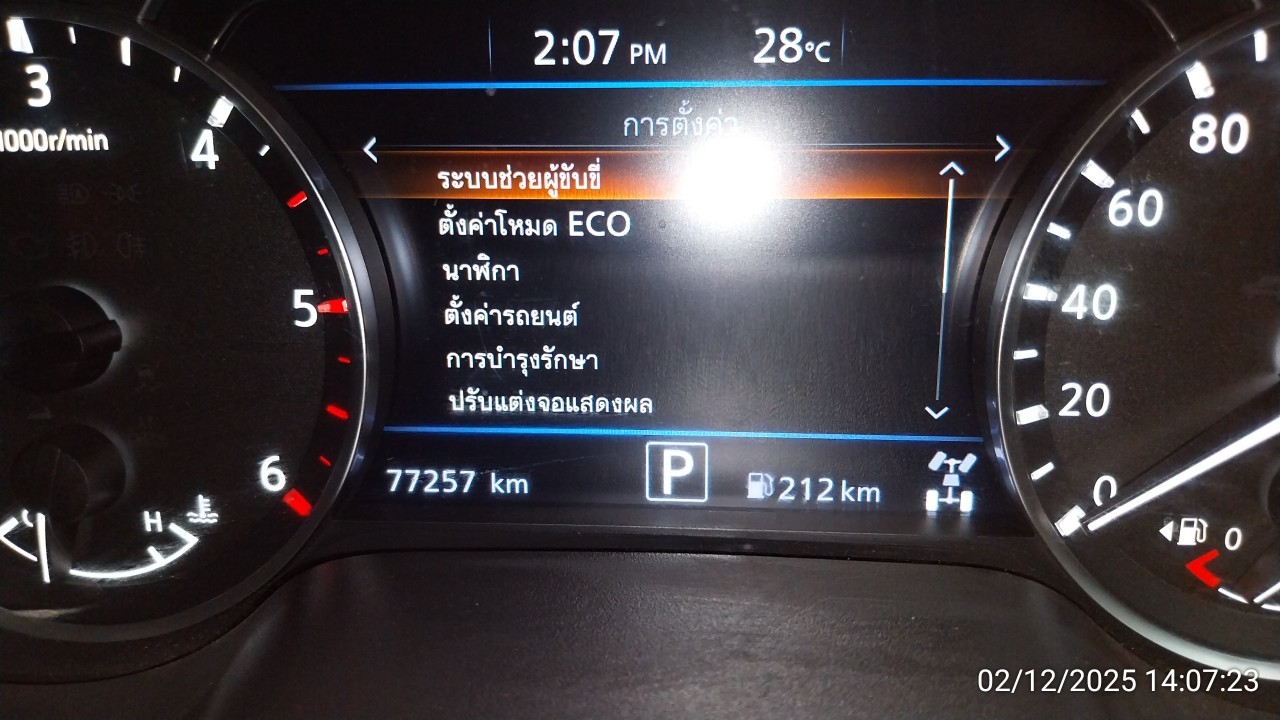 2:07 PM 28°C
3
4
1000r/min
5
6
H
การตั้งค่า
ระบบช่วยผู้ขับขี่
ตั้งค่าโหมด ECO
นาฬิกา
ตั้งค่ารถยนต์
การบำรุงรักษา
ปรับแต่งจอแสดงผล
77257 km P 212 km
80
60
40
20
0
0
02/12/2025 14:07:23